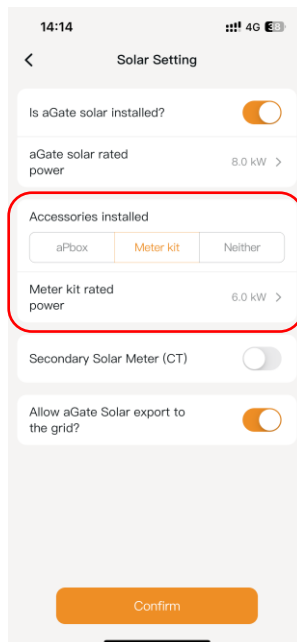 14:14
4G 38
Solar Setting
Is aGate solar installed?
aGate solar rated
power
8.0 kW
Accessories installed
aPbox
Meter kit
Neither
Meter kit rated
power
6.0 kW
Secondary Solar Meter (CT)
Allow aGate Solar export to
the grid?
Confirm